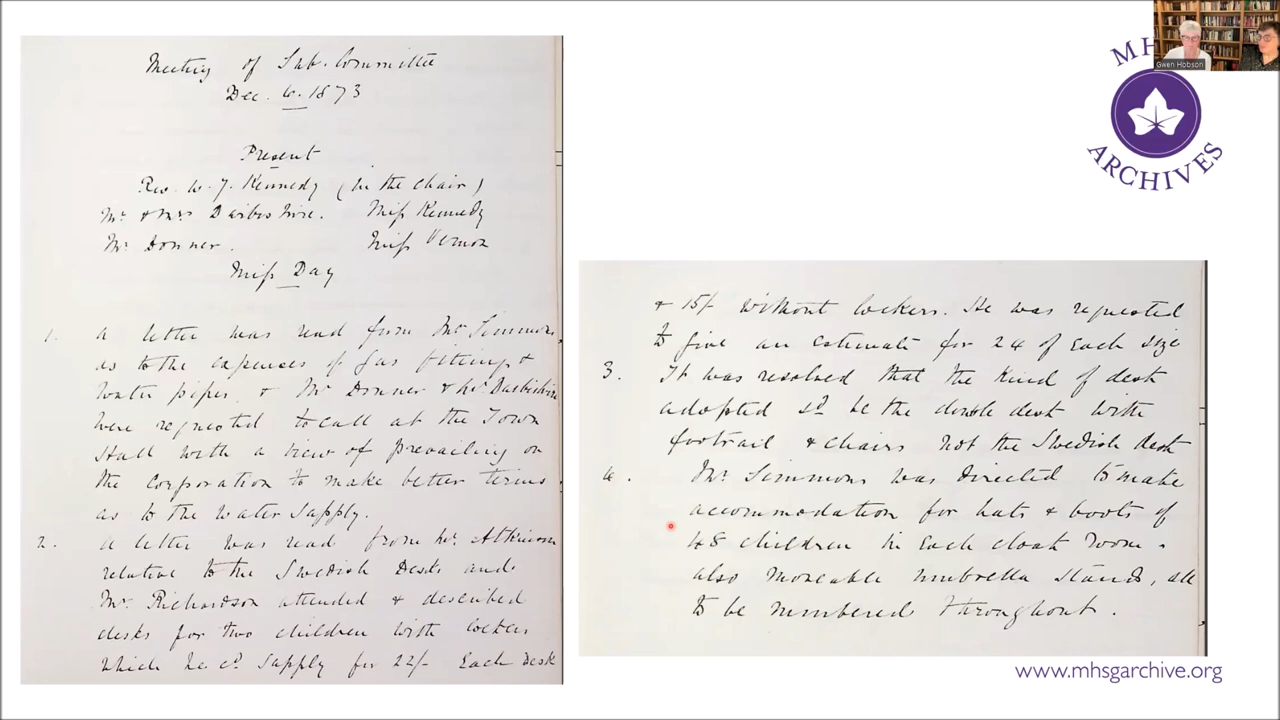 Meeting of Sub. Committee
Dec. 4. 1873
Present
Rev. W. J. Kennedy (in the chair)
Mr & Mrs Darbishire. Miss Kennedy
Mr Donner. Miss Vernon
Miss Day
1. A letter was read from Mr. Simmons
as to the expenses of gas fitting &
water pipes & Mr Donner & Mr. Darbishire
were requested to call at the Town
Hall with a view of prevailing on
the Corporation to make better terms
as to the water supply.
2. A letter was read from Mr. Atkinson
relative to the Swedish Desks and
Mr. Richardson attended & described
desks for two children with lockers
which he cd. supply for 22/- each desk
& 15/- without lockers. He was requested
to give an estimate for 24 of each size
3. It was resolved that the kind of desk
adopted sd. be the double desk with
footrail & chairs not the Swedish desk
4. Mr. Simmons was directed to make
accommodation for hats & boots of
48 children in each cloak room.
also moveable umbrella stands, all
to be numbered throughout.
Gwen Hobson
MH
ARCHIVES
www.mhsgarchive.org